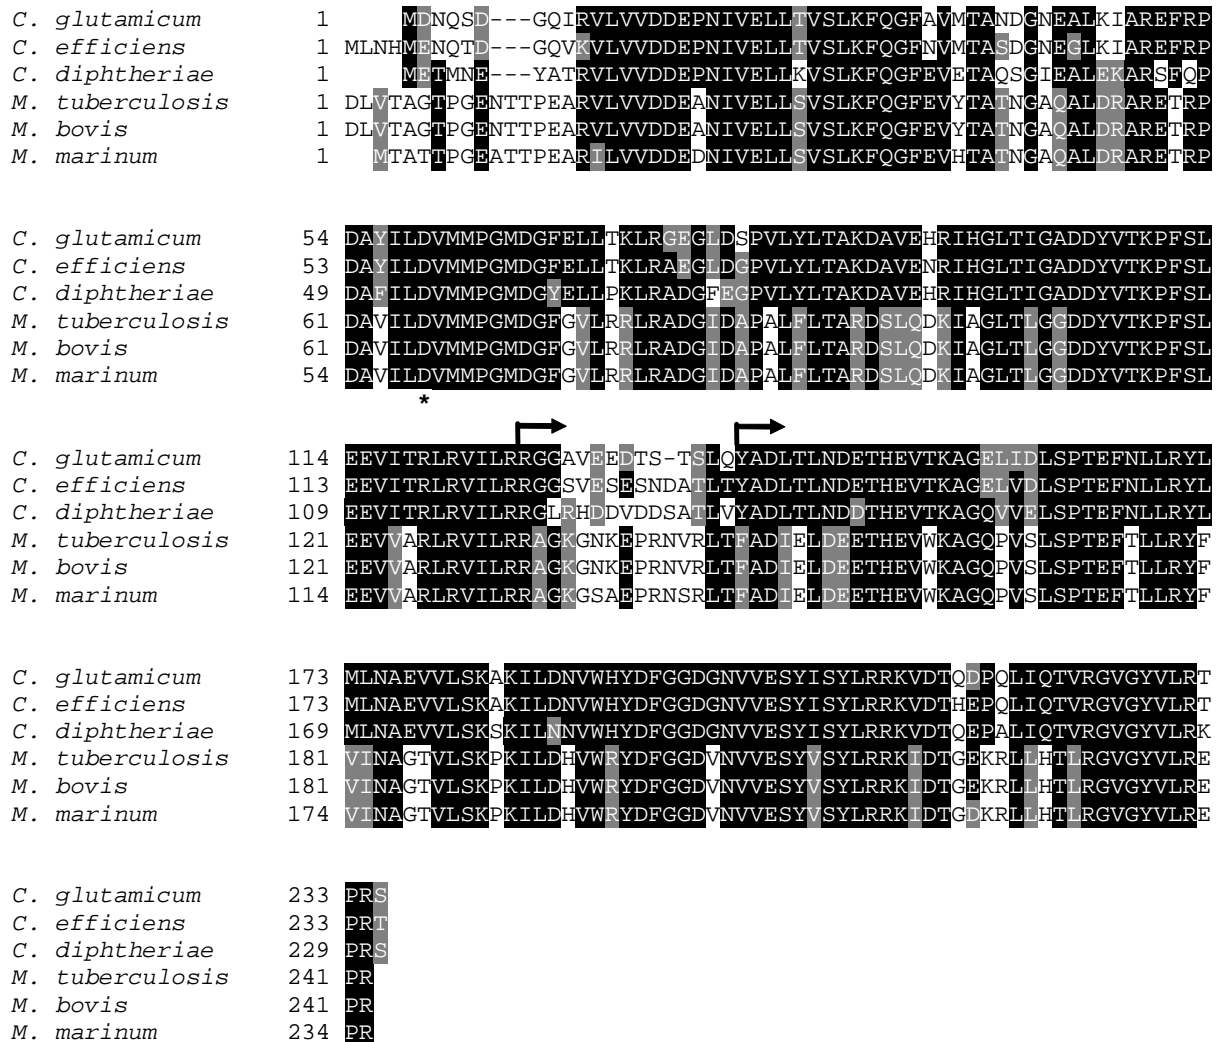 C. glutamicum 1 MDNQSD---GQIRVLVVDDEPNIVELLTVSLKFQGFAVMTANDGNEALKIAREFRP
C. efficiens 1 MLNHMENQTD---GQVKVLVVDDEPNIVELLTVSLKFQGFNVMTASDGNEGLKIAREFRP
C. diphtheriae 1 METMNE---YATRVLVVDDEPNIVELLKVSLKFQGFEVETAQSGIEALEKARSFQP
M. tuberculosis 1 DLVTAGTPGENTTPEARVLVVDDEANIVELLSVSLKFQGFEVYTATNGAQALDRARETRP
M. bovis 1 DLVTAGTPGENTTPEARVLVVDDEANIVELLSVSLKFQGFEVYTATNGAQALDRARETRP
M. marinum 1 MTATTPGEATTPEARILVVDDEDNIVELLSVSLKFQGFEVHTATNGAQALDRARETRP
C. glutamicum 54 DAYILDVMMPGMDGFELLTKLRGEGLDSPVLYLTAKDAVEHRIHGLTIGADDYVTKPFSL
C. efficiens 53 DAYILDVMMPGMDGFELLTKLRAEGLDGPVLYLTAKDAVENRIHGLTIGADDYVTKPFSL
C. diphtheriae 49 DAFILDVMMPGMDGYELLPKLRADGFEGPVLYLTAKDAVEHRIHGLTIGADDYVTKPFSL
M. tuberculosis 61 DAVILDVMMPGMDGFGVLRRLRADGIDAPALFLTARDSLQDKIAGLTLGGDDYVTKPFSL
M. bovis 61 DAVILDVMMPGMDGFGVLRRLRADGIDAPALFLTARDSLQDKIAGLTLGGDDYVTKPFSL
M. marinum 54 DAVILDVMMPGMDGFGVLRRLRADGIDAPALFLTARDSLQDKIAGLTLGGDDYVTKPFSL
*
C. glutamicum 114 EEVITRLRVILRRGGAVEEDTS-TSLQYADLTLNDETHEVTKAGELIDLSPTEFNLLRYL
C. efficiens 113 EEVITRLRVILRRGGSVESESNDATLTYADLTLNDETHEVTKAGELVDLSPTEFNLLRYL
C. diphtheriae 109 EEVITRLRVILRRGLRHDDVDDSATLVYADLTLNDDTHEVTKAGQVVELSPTEFNLLRYL
M. tuberculosis 121 EEVVARLRVILRRAGKGNKEPRNVRLTFADIELDEETHEVWKAGQPVSLSPTEFTLLRYF
M. bovis 121 EEVVARLRVILRRAGKGNKEPRNVRLTFADIELDEETHEVWKAGQPVSLSPTEFTLLRYF
M. marinum 114 EEVVARLRVILRRAGKGSAEPRNSRLTFADIELDEETHEVWKAGQPVSLSPTEFTLLRYF
C. glutamicum 173 MLNAEVVLSKAKILDNVWHYDFGGDGNVVESYISYLRRKVDTQDPQLIQTVRGVGYVLRT
C. efficiens 173 MLNAEVVLSKAKILDNVWHYDFGGDGNVVESYISYLRRKVDTHEPQLIQTVRGVGYVLRT
C. diphtheriae 169 MLNAEVVLSKSKILNNVWHYDFGGDGNVVESYISYLRRKVDTQEPALIQTVRGVGYVLRK
M. tuberculosis 181 VINAGTVLSKPKILDHVWRYDFGGDVNVVESYVSYLRRKIDTGEKRLLHTLRGVGYVLRE
M. bovis 181 VINAGTVLSKPKILDHVWRYDFGGDVNVVESYVSYLRRKIDTGEKRLLHTLRGVGYVLRE
M. marinum 174 VINAGTVLSKPKILDHVWRYDFGGDVNVVESYVSYLRRKIDTGDKRLLHTLRGVGYVLRE
C. glutamicum 233 PRS
C. efficiens 233 PRT
C. diphtheriae 229 PRS
M. tuberculosis 241 PR
M. bovis 241 PR
M. marinum 234 PR